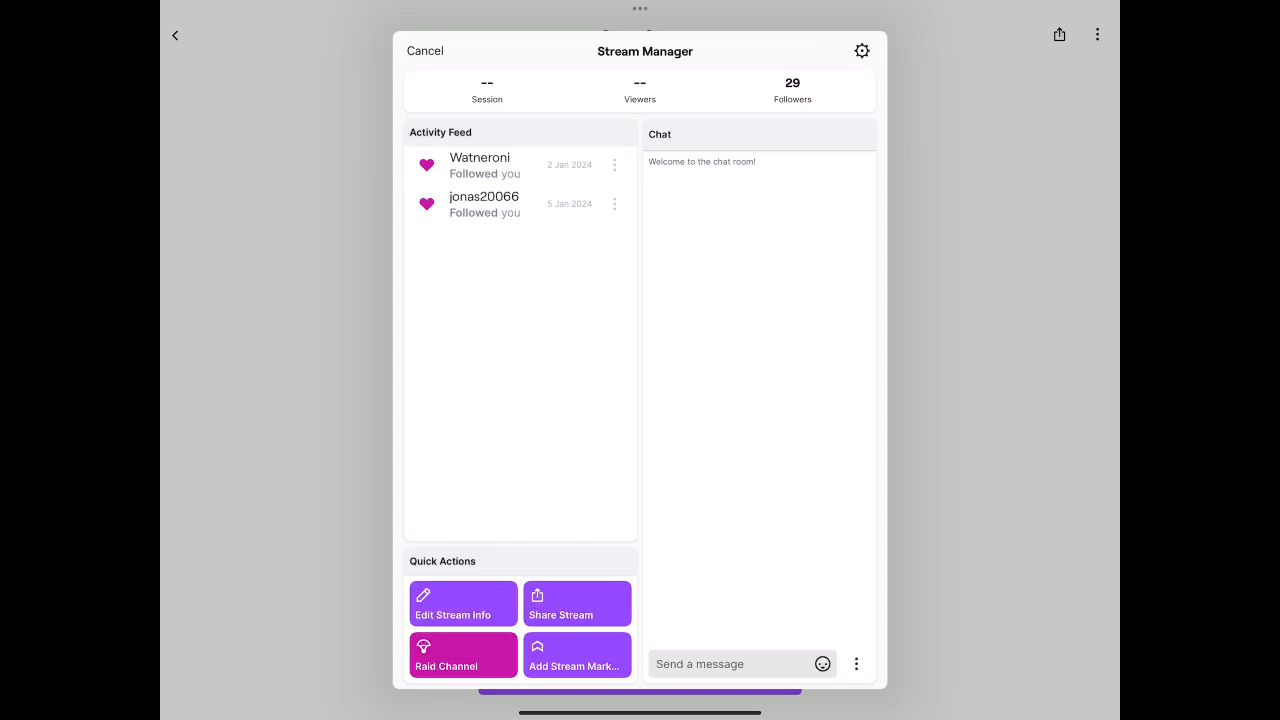 Cancel
Stream Manager
--
Session
--
Viewers
29
Followers
Activity Feed
Watneroni
Followed you
2 Jan 2024
jonas20066
Followed you
5 Jan 2024
Chat
Welcome to the chat room!
Quick Actions
Edit Stream Info
Share Stream
Raid Channel
Add Stream Mark...
Send a message